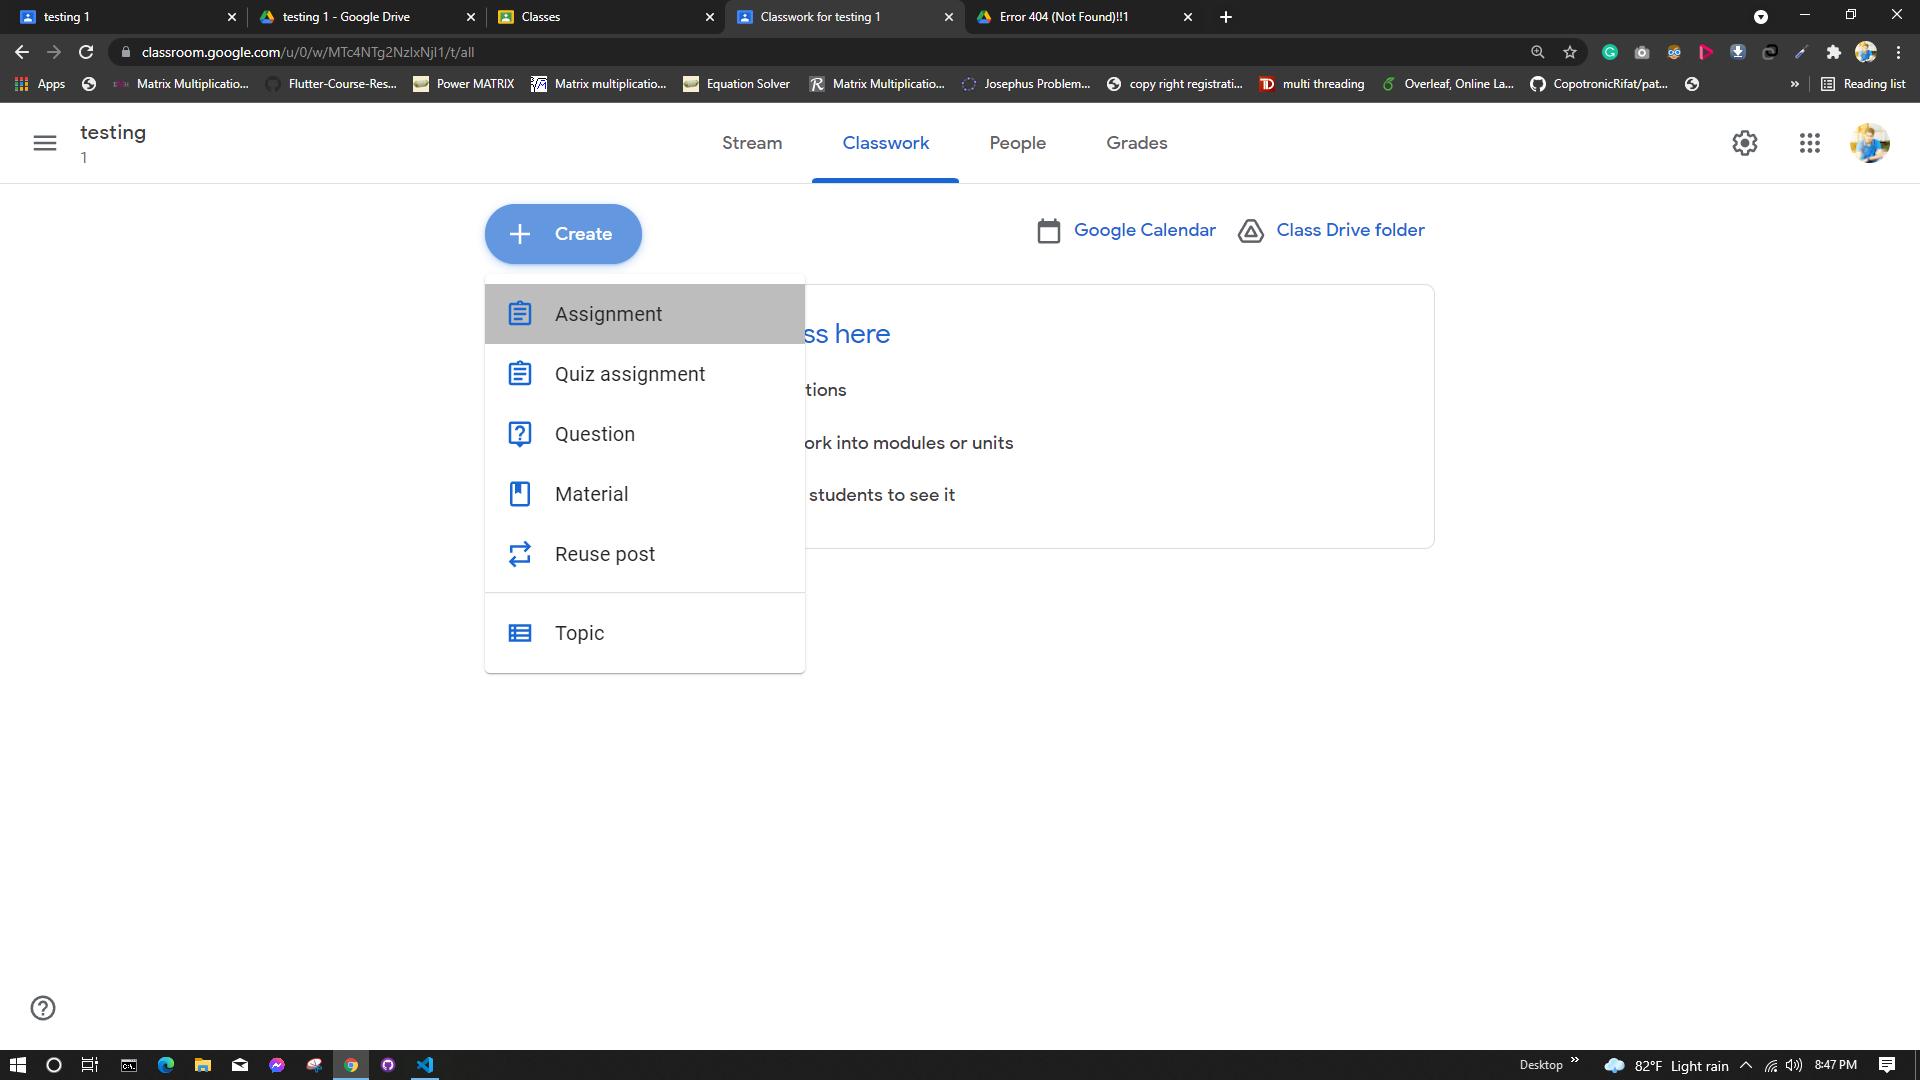 testing 1
testing 1 - Google Drive
Classes
Classwork for testing 1
Error 404 (Not Found)!!1
classroom.google.com/u/0/w/MTc4NTg2NzIxNjI1/t/all
Apps
Matrix Multiplicatio...
Flutter-Course-Res...
Power MATRIX
Matrix multiplicatio...
Equation Solver
Matrix Multiplicatio...
Josephus Problem...
copy right registrati...
multi threading
Overleaf, Online La...
CopotronicRifat/pat...
»
Reading list
testing
1
Stream
Classwork
People
Grades
Create
Google Calendar
Class Drive folder
Assignment
ss here
Quiz assignment
tions
Question
ork into modules or units
Material
students to see it
Reuse post
Topic
Desktop
»
82°F Light rain
8:47 PM